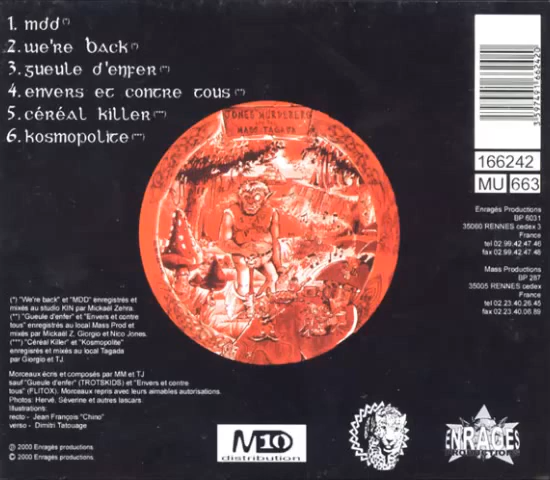 1. mdd (*)
2. we're back (*)
3. gueule d'enfer (**)
4. envers et contre tous (**)
5. céréal killer (***)
6. kosmopolite (***)
JONES MURDERERS
MASS TAGADA
3 597491 662420
166242
MU 663
Enragés Productions
BP 6031
35060 RENNES cedex 3
France
tel 02.99.42.47.46
fax 02.99.42.47.48
Mass Productions
BP 287
35005 RENNES cedex
France
tel 02.23.40.26.45
fax 02.23.40.06.89
(*) "We're back" et "MDD" enregistrés et
mixés au studio KIN par Mickaël Zehra.
(**) "Gueule d'enfer" et "Envers et contre
tous" enregistrés au local Mass Prod et
mixés par Mickaël Z, Giorgio et Nico Jones.
(***) "Céréal Killer" et "Kosmopolite"
enregistrés et mixés au local Tagada
par Giorgio et TJ.
Morceaux écris et composés par MM et TJ
sauf "Gueule d'enfer" (TROTSKIDS) et "Envers et contre
tous" (FLITOX). Morceaux repris avec leurs aimables autorisations.
Photos: Hervé, Séverine et autres lascars.
Illustrations:
recto - Jean François "Chino"
verso - Dimitri Tatouage
℗ 2000 Enragés productions
© 2000 Enragés productions
M10
distribution
ENRAGES
PRODUCTIONS